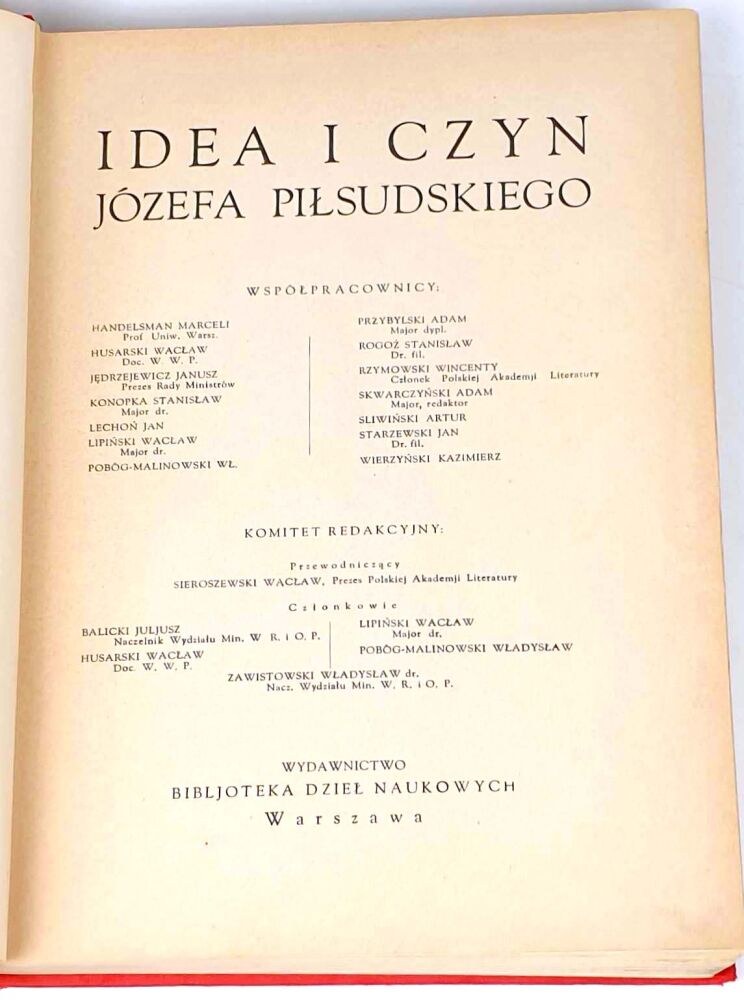 IDEA I CZYN
JÓZEFA PIŁSUDSKIEGO
WSPÓŁPRACOWNICY:
HANDELSMAN MARCELI
Prof Uniw, Warsz.
HUSARSKI WACŁAW
Doc. W. W. P.
JĘDRZEJEWICZ JANUSZ
Prezes Rady Ministrów
KONOPKA STANISŁAW
Major dr.
LECHOŃ JAN
LIPIŃSKI WACŁAW
Major dr.
POBÓG-MALINOWSKI WŁ.
PRZYBYLSKI ADAM
Major dypl.
ROGOŻ STANISŁAW
Dr. fil.
RZYMOWSKI WINCENTY
Członek Polskiej Akademji Literatury
SKWARCZYŃSKI ADAM
Major, redaktor
SLIWIŃSKI ARTUR
STARZEWSKI JAN
Dr. fil.
WIERZYŃSKI KAZIMIERZ
KOMITET REDAKCYJNY:
Przewodniczący
SIEROSZEWSKI WACŁAW, Prezes Polskiej Akademji Literatury
Członkowie
BALICKI JULJUSZ
Naczelnik Wydziału Min. W R. i O. P.
HUSARSKI WACŁAW
Doc. W. W. P.
LIPIŃSKI WACŁAW
Major dr.
POBÓG-MALINOWSKI WŁADYSŁAW
ZAWISTOWSKI WŁADYSŁAW dr.
Nacz. Wydziału Min. W. R. i O. P.
WYDAWNICTWO
BIBLJOTEKA DZIEŁ NAUKOWYCH
Warszawa